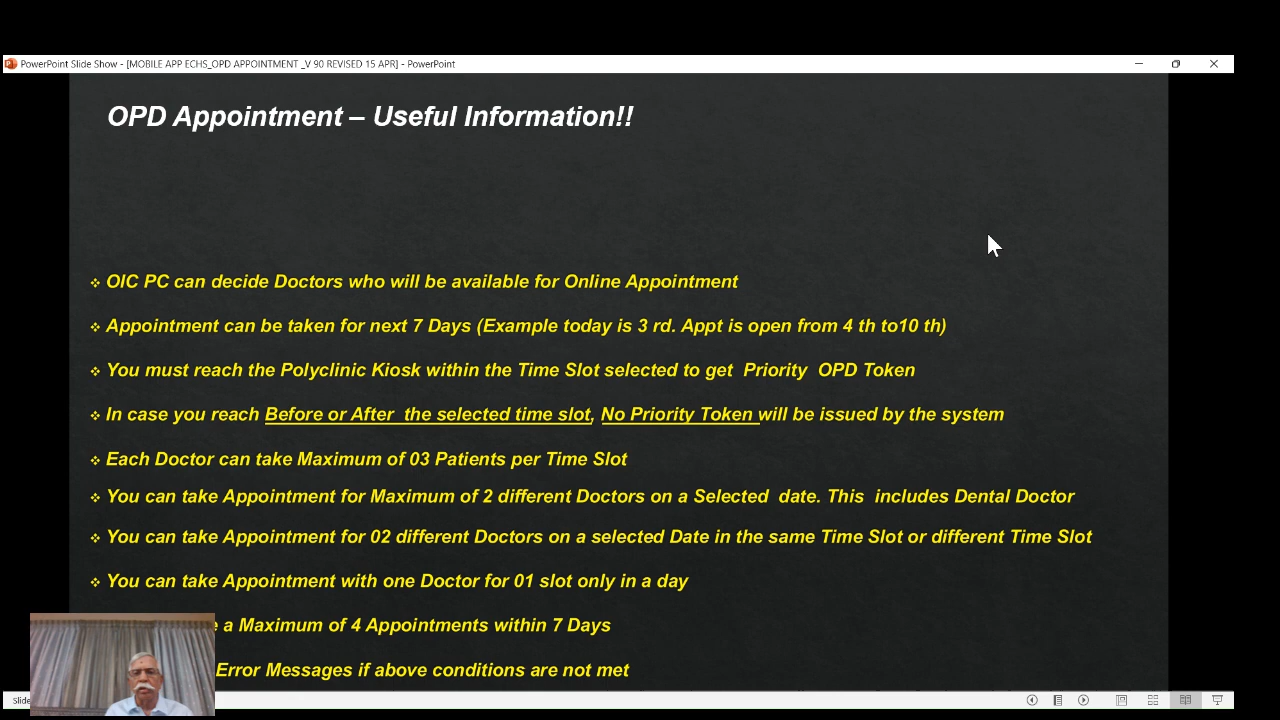 PowerPoint Slide Show - [MOBILE APP ECHS_OPD APPOINTMENT _V 90 REVISED 15 APR] - PowerPoint
OPD Appointment – Useful Information!!
OIC PC can decide Doctors who will be available for Online Appointment
Appointment can be taken for next 7 Days (Example today is 3 rd. Appt is open from 4 th to10 th)
You must reach the Polyclinic Kiosk within the Time Slot selected to get Priority OPD Token
In case you reach Before or After the selected time slot, No Priority Token will be issued by the system
Each Doctor can take Maximum of 03 Patients per Time Slot
You can take Appointment for Maximum of 2 different Doctors on a Selected date. This includes Dental Doctor
You can take Appointment for 02 different Doctors on a selected Date in the same Time Slot or different Time Slot
You can take Appointment with one Doctor for 01 slot only in a day
a Maximum of 4 Appointments within 7 Days
Error Messages if above conditions are not met